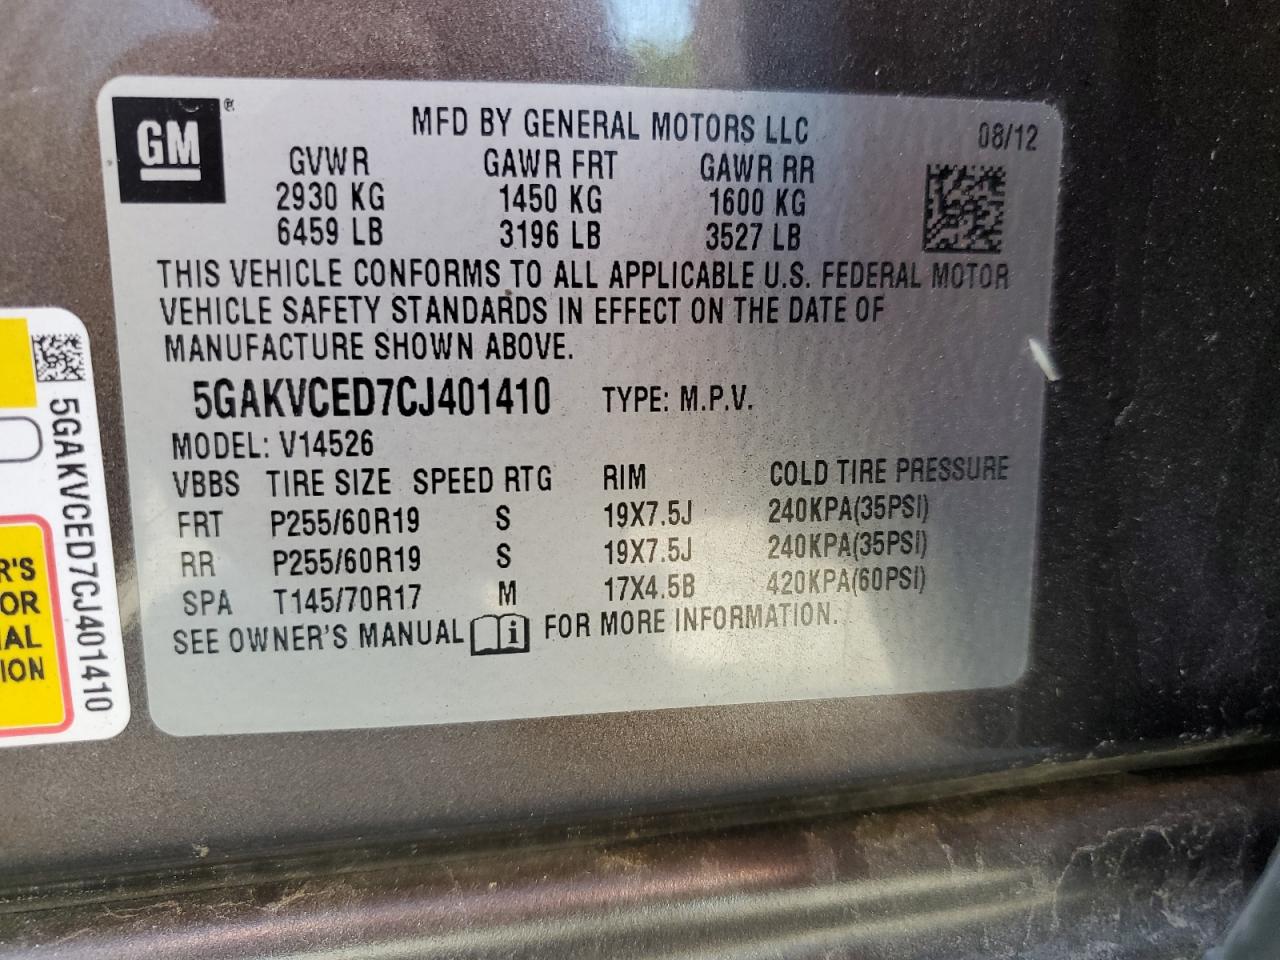 GM ®
MFD BY GENERAL MOTORS LLC 08/12
GVWR GAWR FRT GAWR RR
2930 KG 1450 KG 1600 KG
6459 LB 3196 LB 3527 LB
THIS VEHICLE CONFORMS TO ALL APPLICABLE U.S. FEDERAL MOTOR
VEHICLE SAFETY STANDARDS IN EFFECT ON THE DATE OF
MANUFACTURE SHOWN ABOVE.
5GAKVCED7CJ401410 TYPE: M.P.V.
MODEL: V14526
VBBS TIRE SIZE SPEED RTG RIM COLD TIRE PRESSURE
FRT P255/60R19 S 19X7.5J 240KPA(35PSI)
RR P255/60R19 S 19X7.5J 240KPA(35PSI)
SPA T145/70R17 M 17X4.5B 420KPA(60PSI)
SEE OWNER'S MANUAL i FOR MORE INFORMATION.
5GAKVCED7CJ401410
R'S
OR
IAL
ION